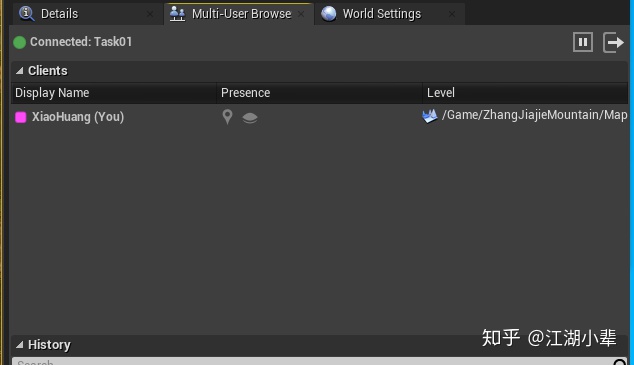 Details Multi-User Browse World Settings
Connected: Task01
Clients
Display Name Presence Level
XiaoHuang (You) /Game/ZhangJiajieMountain/Map
History
Search
知乎 @江湖小辈